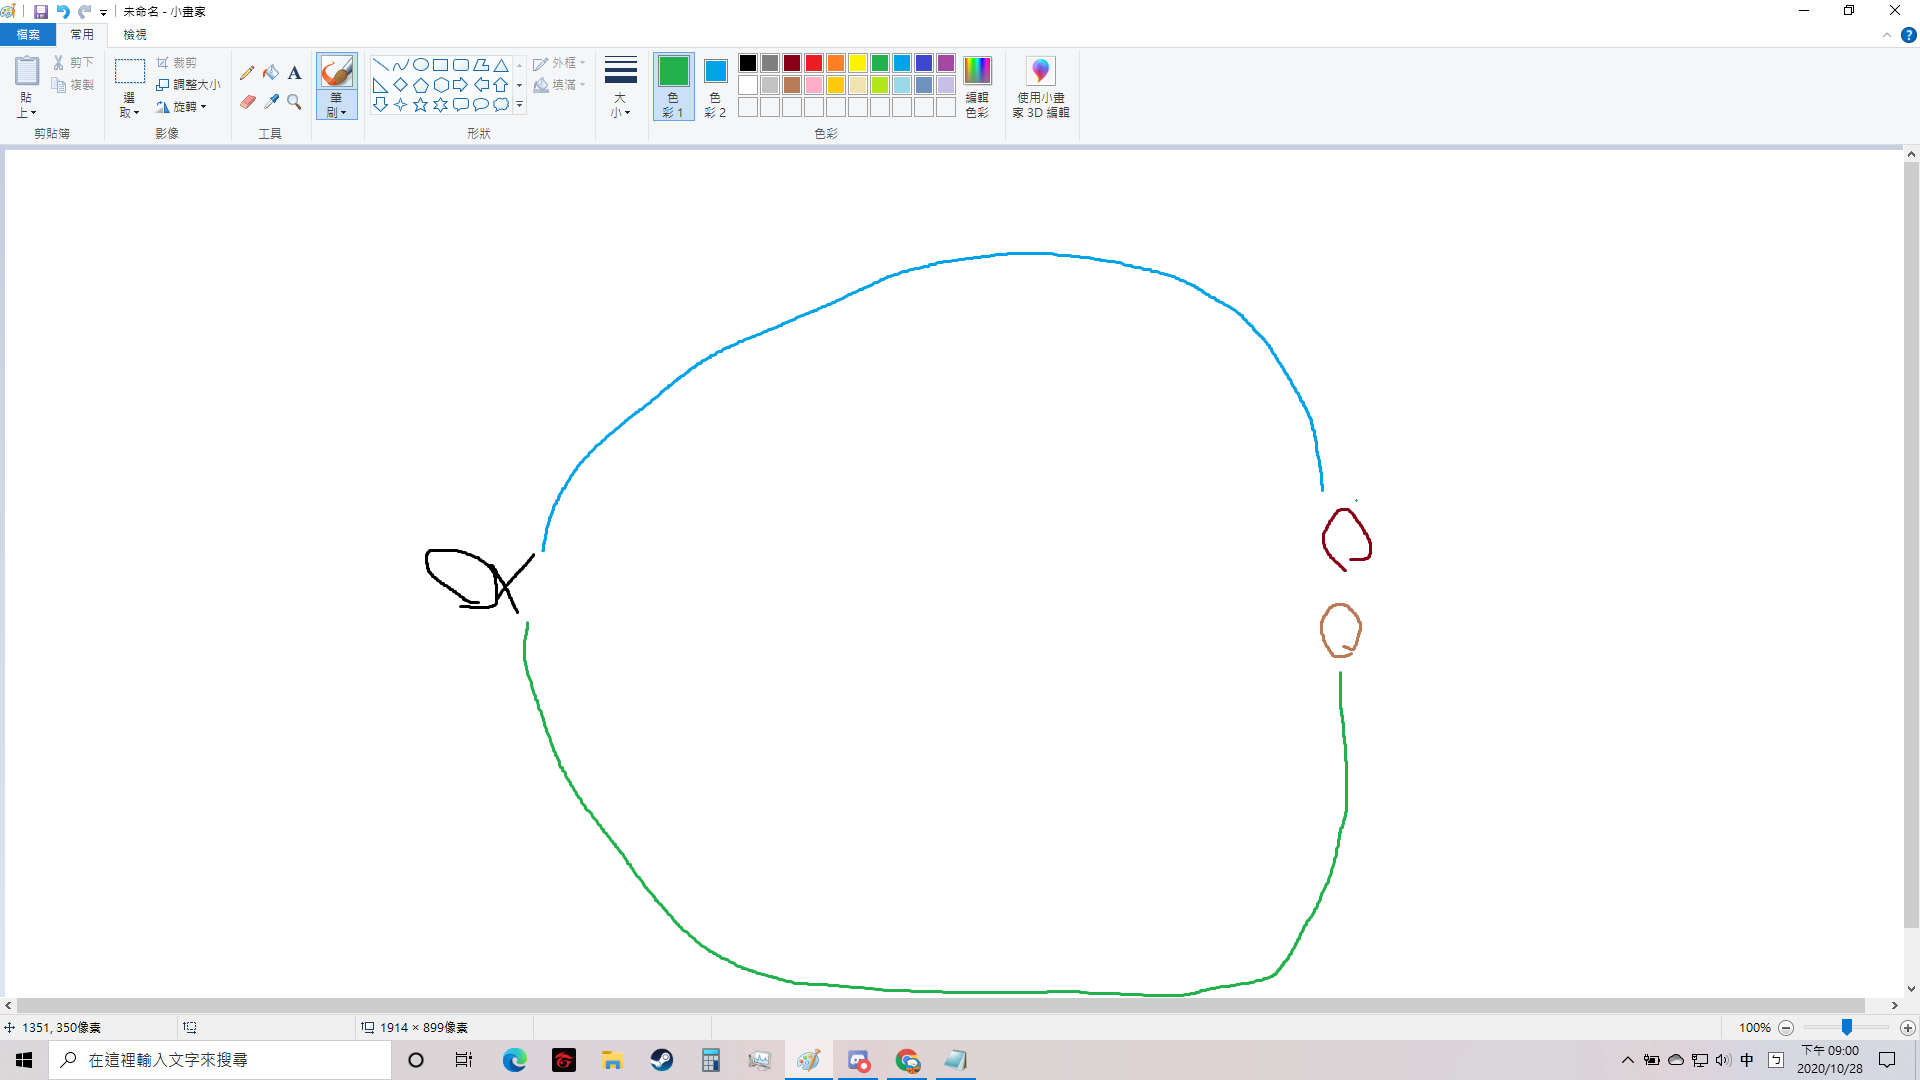 未命名 - 小畫家
檔案 常用 檢視
貼上
剪下
複製
剪貼簿
選取
裁剪
調整大小
旋轉
影像
A
工具
筆刷
外框
填滿
形狀
大小
色彩 1
色彩 2
編輯色彩
色彩
使用小畫家 3D 編輯
1351, 350像素
1914 × 899像素
100%
在這裡輸入文字來搜尋
中
下午 09:00
2020/10/28